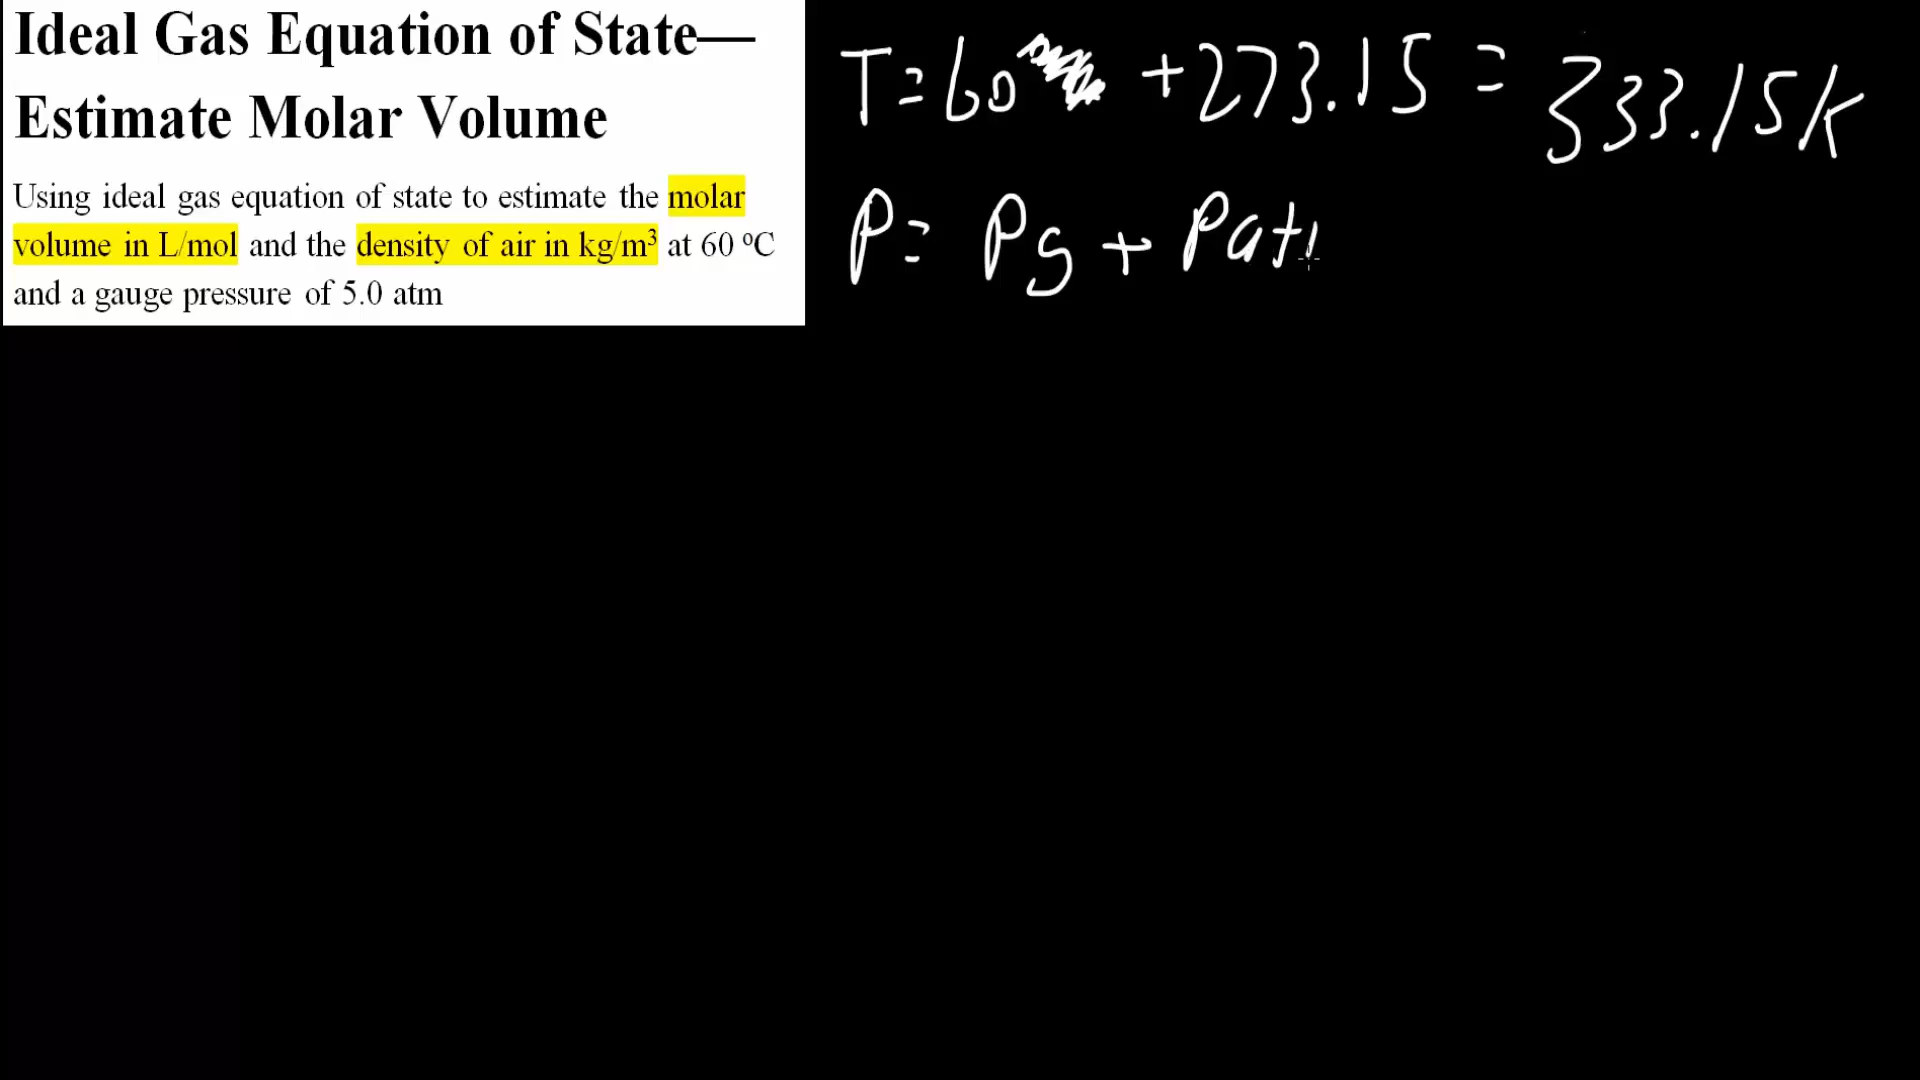 Ideal Gas Equation of State—
Estimate Molar Volume
Using ideal gas equation of state to estimate the molar
volume in L/mol and the density of air in kg/m³ at 60 ºC
and a gauge pressure of 5.0 atm
T = 60 + 273.15 = 333.15K
P = Pg + Pat